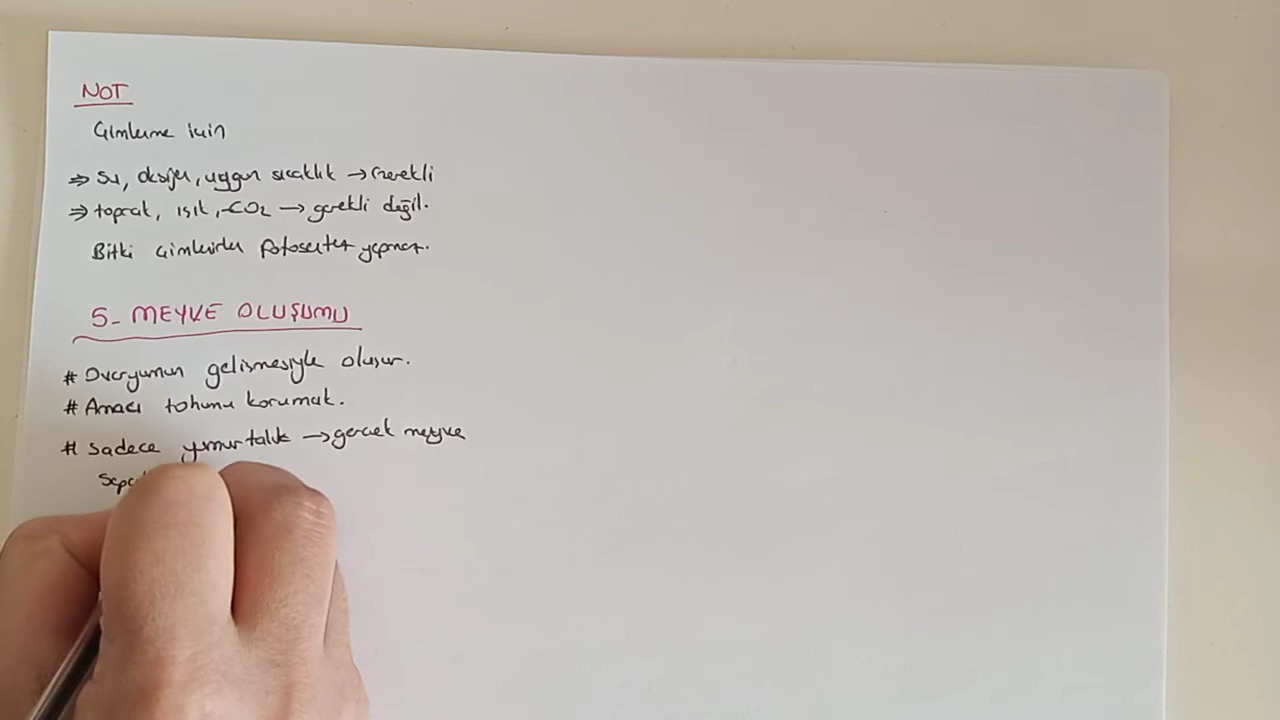 NOT
Çimlenme için
⇒ Su, oksijen, uygun sıcaklık → Gerekli
⇒ toprak, ışık, CO₂ → gerekli değil.
Bitki çimlenirken fotosentez yapmaz.
5- MEYVE OLUŞUMU
# Ovaryumun gelişmesiyle oluşur.
# Amacı tohumu korumak.
# Sadece yumurtalık → gerçek meyve